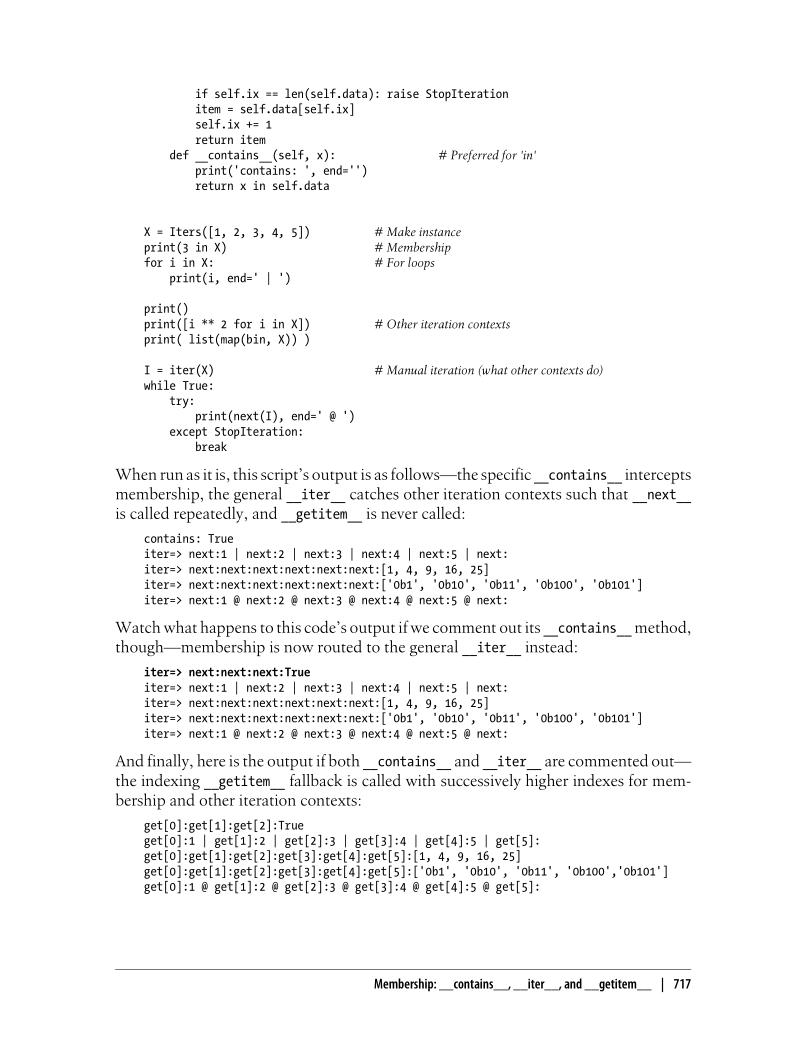 if self.ix == len(self.data): raise StopIteration
        item = self.data[self.ix]
        self.ix += 1
        return item
    def __contains__(self, x):                # Preferred for 'in'
        print('contains: ', end='')
        return x in self.data

X = Iters([1, 2, 3, 4, 5])          # Make instance
print(3 in X)                       # Membership
for i in X:                         # For loops
    print(i, end=' | ')

print()
print([i ** 2 for i in X])          # Other iteration contexts
print( list(map(bin, X)) )

I = iter(X)                         # Manual iteration (what other contexts do)
while True:
    try:
        print(next(I), end=' @ ')
    except StopIteration:
        break
When run as it is, this script’s output is as follows—the specific __contains__ intercepts
membership, the general __iter__ catches other iteration contexts such that __next__
is called repeatedly, and __getitem__ is never called:
contains: True
iter=> next:1 | next:2 | next:3 | next:4 | next:5 | next:
iter=> next:next:next:next:next:next:[1, 4, 9, 16, 25]
iter=> next:next:next:next:next:next:['0b1', '0b10', '0b11', '0b100', '0b101']
iter=> next:1 @ next:2 @ next:3 @ next:4 @ next:5 @ next:
Watch what happens to this code’s output if we comment out its __contains__ method,
though—membership is now routed to the general __iter__ instead:
iter=> next:next:next:True
iter=> next:1 | next:2 | next:3 | next:4 | next:5 | next:
iter=> next:next:next:next:next:next:[1, 4, 9, 16, 25]
iter=> next:next:next:next:next:next:['0b1', '0b10', '0b11', '0b100', '0b101']
iter=> next:1 @ next:2 @ next:3 @ next:4 @ next:5 @ next:
And finally, here is the output if both __contains__ and __iter__ are commented out—
the indexing __getitem__ fallback is called with successively higher indexes for mem-
bership and other iteration contexts:
get[0]:get[1]:get[2]:True
get[0]:1 | get[1]:2 | get[2]:3 | get[3]:4 | get[4]:5 | get[5]:
get[0]:get[1]:get[2]:get[3]:get[4]:get[5]:[1, 4, 9, 16, 25]
get[0]:get[1]:get[2]:get[3]:get[4]:get[5]:['0b1', '0b10', '0b11', '0b100','0b101']
get[0]:1 @ get[1]:2 @ get[2]:3 @ get[3]:4 @ get[4]:5 @ get[5]:
Membership: __contains__, __iter__, and __getitem__ | 717